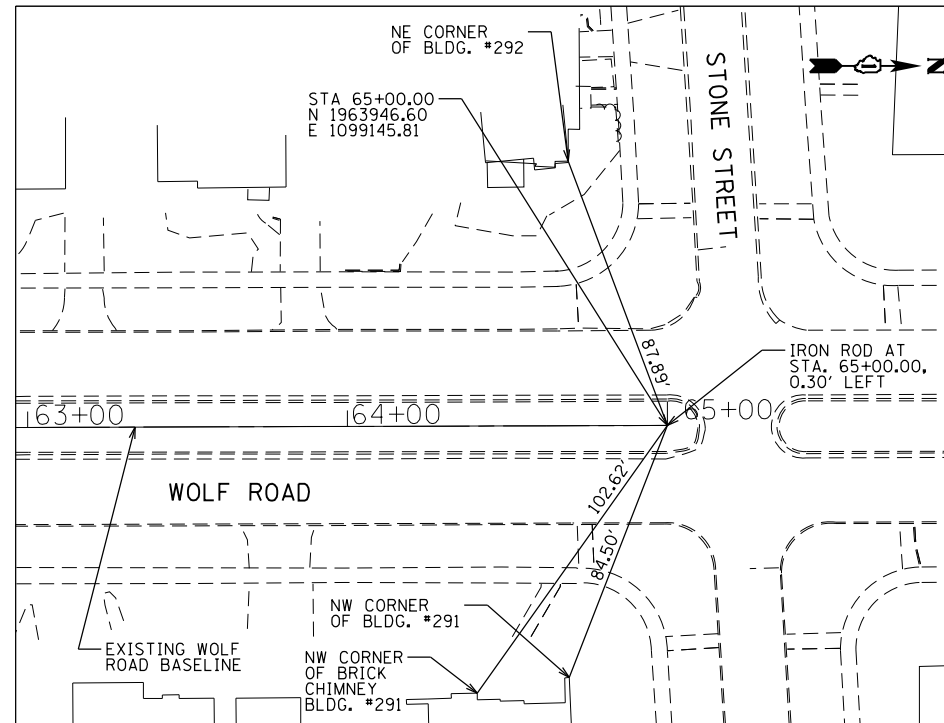 NE CORNER
OF BLDG. #292
STA 65+00.00
N 1963946.60
E 1099145.81
STONE STREET
N
87.89'
IRON ROD AT
STA. 65+00.00,
0.30' LEFT
63+00
64+00
65+00
WOLF ROAD
102.62'
84.50'
NW CORNER
OF BLDG. #291
EXISTING WOLF
ROAD BASELINE
NW CORNER
OF BRICK
CHIMNEY
BLDG. #291